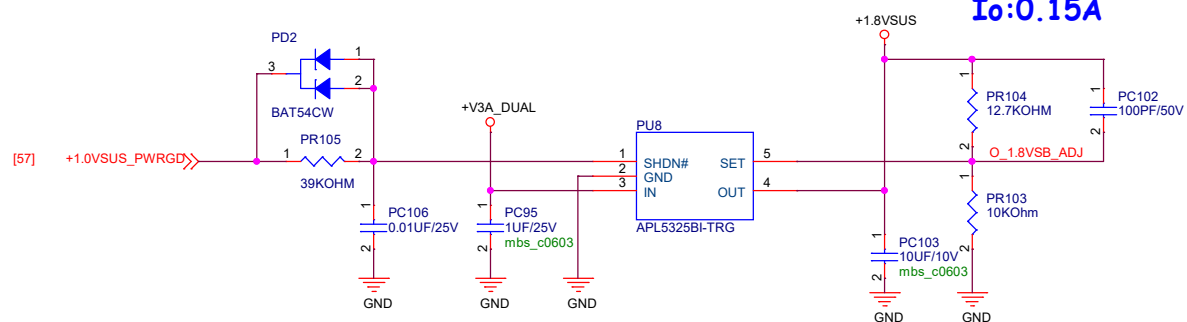 Io:0.15A
+1.8VSUS
PD2
1
3
2
BAT54CW
+V3A_DUAL
1
PR104
12.7KOHM
2
1
PC102
100PF/50V
2
PU8
[57] +1.0VSUS_PWRGD
1 PR105 2
39KOHM
1 SHDN# SET 5
2 GND
3 IN OUT 4
APL5325BI-TRG
O_1.8VSB_ADJ
1
PC106
0.01UF/25V
2
1
PC95
1UF/25V
mbs_c0603
2
1
PR103
10KOhm
2
1
PC103
10UF/10V
mbs_c0603
2
GND
GND
GND
GND
GND